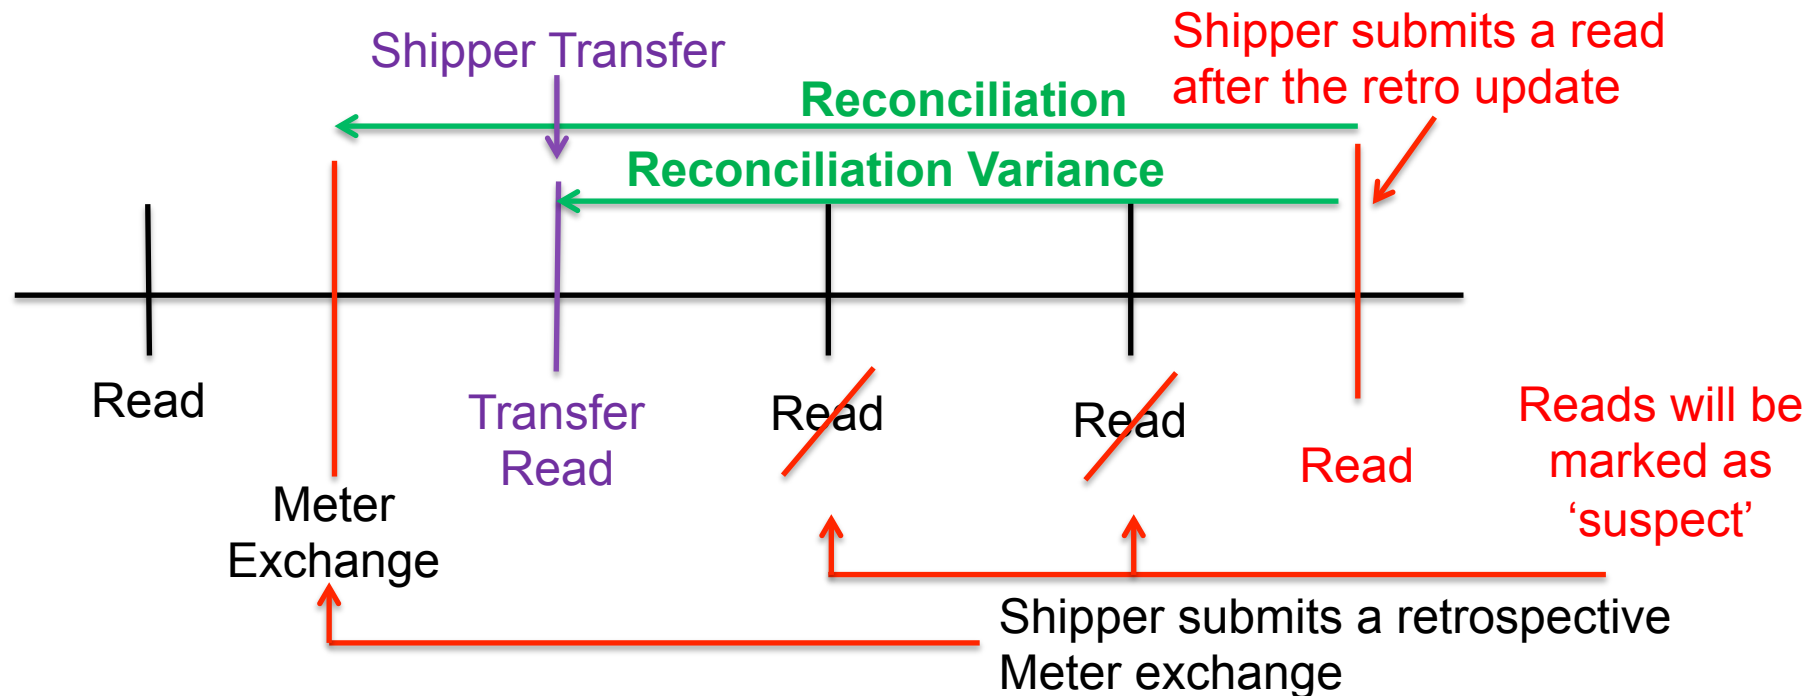 Shipper Transfer
Shipper submits a read
after the retro update
Reconciliation
Reconciliation Variance
Read
Transfer
Read
Read
Read
Read
Reads will be
marked as
‘suspect’
Meter
Exchange
Shipper submits a retrospective
Meter exchange